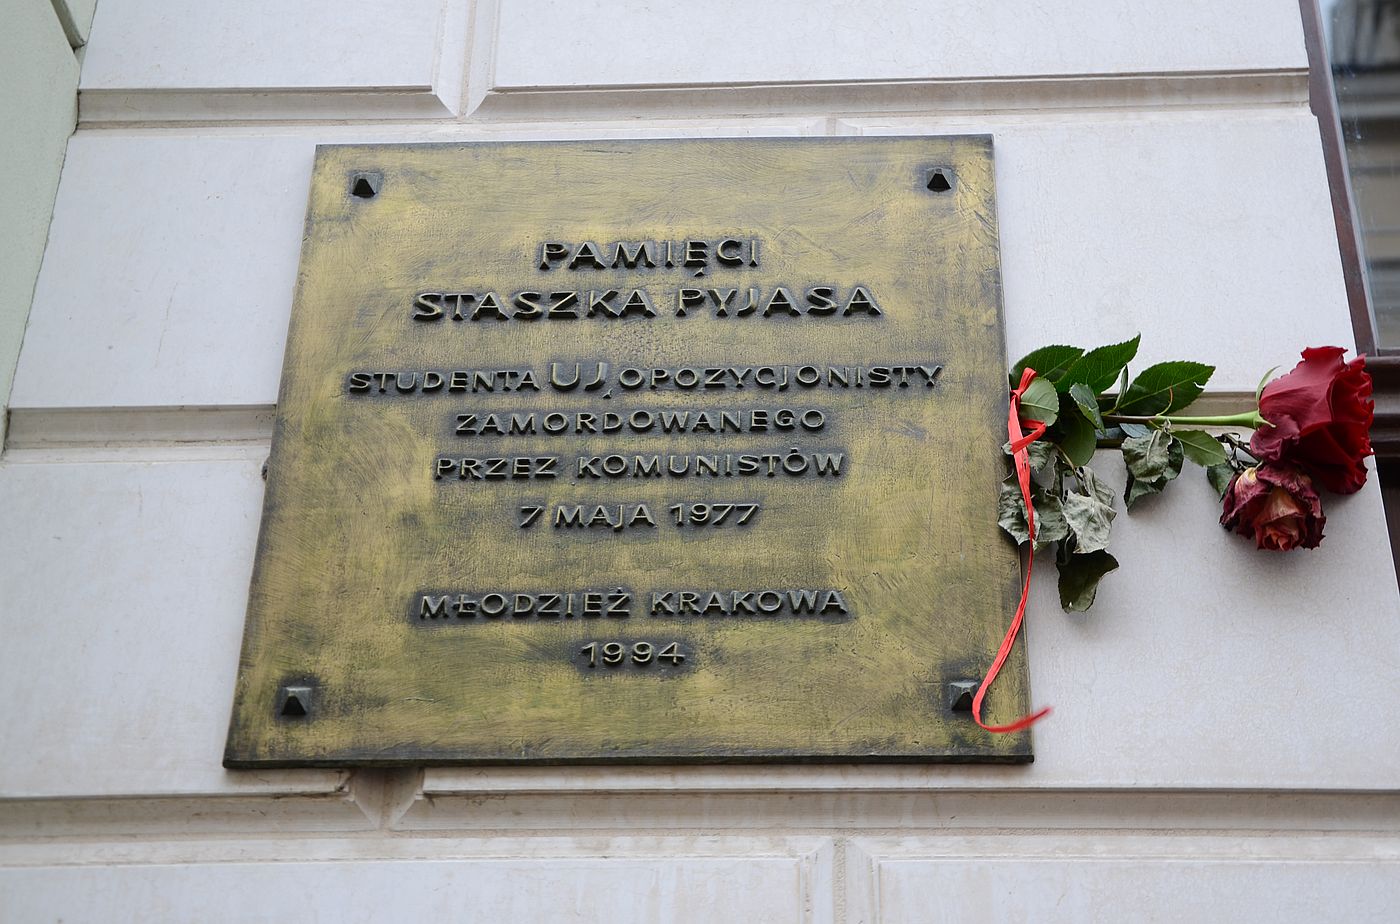 PAMIĘCI
STASZKA PYJASA
STUDENTA UJ, OPOZYCJONISTY
ZAMORDOWANEGO
PRZEZ KOMUNISTÓW
7 MAJA 1977
MŁODZIEŻ KRAKOWA
1994